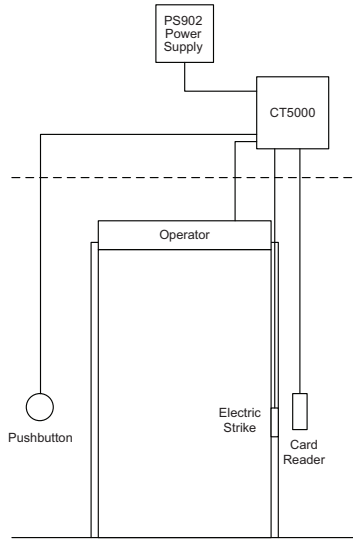 PS902
Power
Supply
CT5000
Operator
Electric
Strike
Pushbutton
Card
Reader